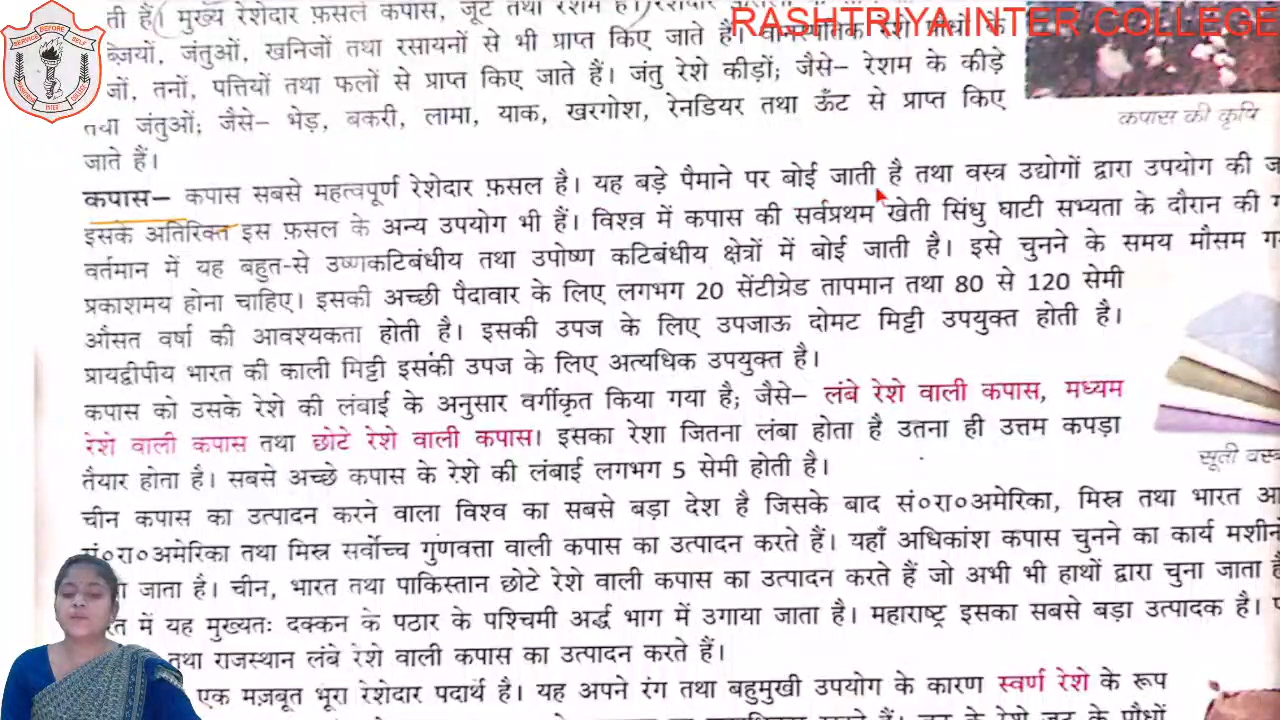 RASHTRIYA INTER COLLEGE
SERVICE BEFORE SELF
INTER
ती हैं। मुख्य रेशेदार फ़सलें कपास, जूट तथा रेशम हैं।
ब्ज़ियों, जंतुओं, खनिजों तथा रसायनों से भी प्राप्त किए जाते हैं। वानस्पतिक रेशे पौधों के
जों, तनों, पत्तियों तथा फलों से प्राप्त किए जाते हैं। जंतु रेशे कीड़ों; जैसे– रेशम के कीड़े
तथा जंतुओं; जैसे– भेड़, बकरी, लामा, याक, खरगोश, रेनडियर तथा ऊँट से प्राप्त किए
जाते हैं।
कपास की कृषि
कपास– कपास सबसे महत्वपूर्ण रेशेदार फ़सल है। यह बड़े पैमाने पर बोई जाती है तथा वस्त्र उद्योगों द्वारा उपयोग की ज
इसके अतिरिक्त इस फ़सल के अन्य उपयोग भी हैं। विश्व में कपास की सर्वप्रथम खेती सिंधु घाटी सभ्यता के दौरान की
वर्तमान में यह बहुत-से उष्णकटिबंधीय तथा उपोष्ण कटिबंधीय क्षेत्रों में बोई जाती है। इसे चुनने के समय मौसम
प्रकाशमय होना चाहिए। इसकी अच्छी पैदावार के लिए लगभग 20 सेंटीग्रेड तापमान तथा 80 से 120 सेमी
औसत वर्षा की आवश्यकता होती है। इसकी उपज के लिए उपजाऊ दोमट मिट्टी उपयुक्त होती है।
प्रायद्वीपीय भारत की काली मिट्टी इसकी उपज के लिए अत्यधिक उपयुक्त है।
कपास को उसके रेशे की लंबाई के अनुसार वर्गीकृत किया गया है; जैसे– लंबे रेशे वाली कपास, मध्यम
रेशे वाली कपास तथा छोटे रेशे वाली कपास। इसका रेशा जितना लंबा होता है उतना ही उत्तम कपड़ा
तैयार होता है। सबसे अच्छे कपास के रेशे की लंबाई लगभग 5 सेमी होती है।
सूती वस्त्र
चीन कपास का उत्पादन करने वाला विश्व का सबसे बड़ा देश है जिसके बाद सं०रा०अमेरिका, मिस्र तथा भारत आ
सं०रा०अमेरिका तथा मिस्र सर्वोच्च गुणवत्ता वाली कपास का उत्पादन करते हैं। यहाँ अधिकांश कपास चुनने का कार्य मशीन
जाता है। चीन, भारत तथा पाकिस्तान छोटे रेशे वाली कपास का उत्पादन करते हैं जो अभी भी हाथों द्वारा चुना जाता है
में यह मुख्यतः दक्कन के पठार के पश्चिमी अर्द्ध भाग में उगाया जाता है। महाराष्ट्र इसका सबसे बड़ा उत्पादक है।
तथा राजस्थान लंबे रेशे वाली कपास का उत्पादन करते हैं।
एक मज़बूत भूरा रेशेदार पदार्थ है। यह अपने रंग तथा बहुमुखी उपयोग के कारण स्वर्ण रेशे के रूप